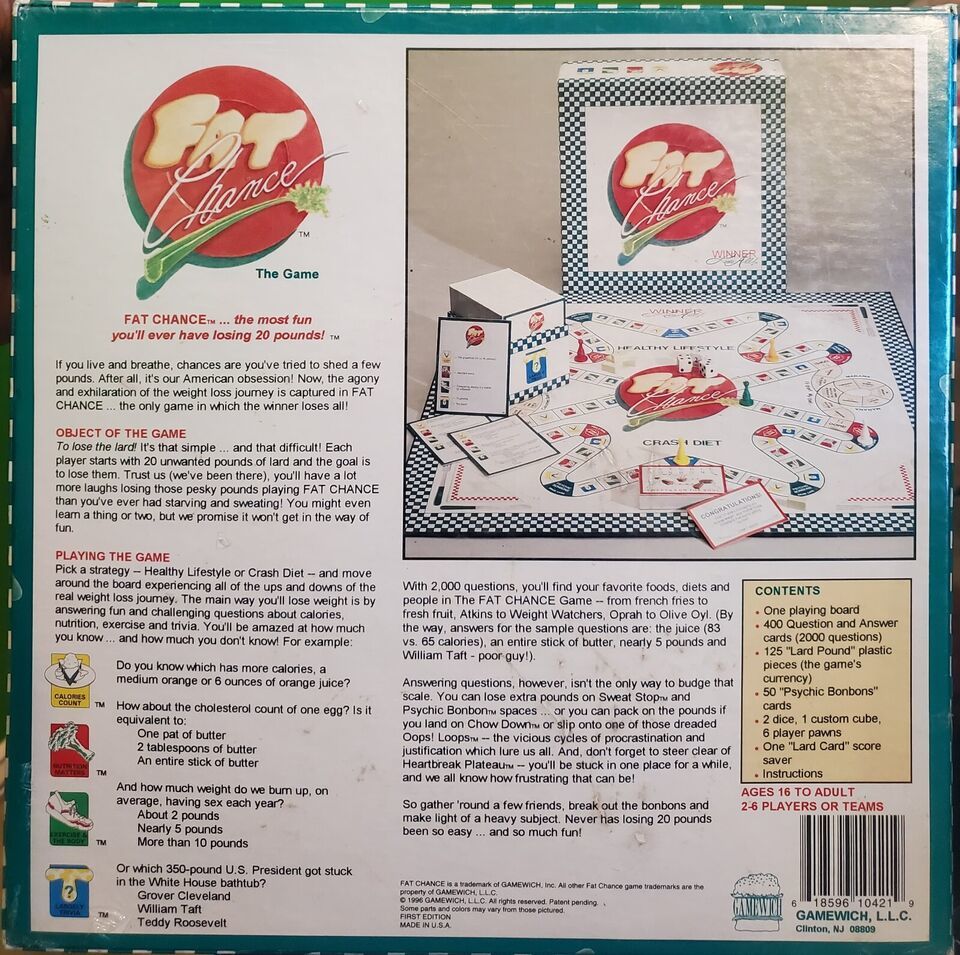 FAT
Chance
TM
The Game
FAT CHANCE™ ... the most fun
you'll ever have losing 20 pounds! TM
If you live and breathe, chances are you've tried to shed a few
pounds. After all, it's our American obsession! Now, the agony
and exhilaration of the weight loss journey is captured in FAT
CHANCE ... the only game in which the winner loses all!
OBJECT OF THE GAME
To lose the lard! It's that simple ... and that difficult! Each
player starts with 20 unwanted pounds of lard and the goal is
to lose them. Trust us (we've been there), you'll have a lot
more laughs losing those pesky pounds playing FAT CHANCE
than you've ever had starving and sweating! You might even
learn a thing or two, but we promise it won't get in the way of
fun.
PLAYING THE GAME
Pick a strategy -- Healthy Lifestyle or Crash Diet -- and move
around the board experiencing all of the ups and downs of the
real weight loss journey. The main way you'll lose weight is by
answering fun and challenging questions about calories,
nutrition, exercise and trivia. You'll be amazed at how much
you know ... and how much you don't know! For example:
CALORIES
COUNT
TM
Do you know which has more calories, a
medium orange or 6 ounces of orange juice?
NUTRITION
MATTERS
TM
How about the cholesterol count of one egg? Is it
equivalent to:
One pat of butter
2 tablespoons of butter
An entire stick of butter
EXERCISE &
THE BODY
TM
And how much weight do we burn up, on
average, having sex each year?
About 2 pounds
Nearly 5 pounds
More than 10 pounds
?
LARGELY
TRIVIA
TM
Or which 350-pound U.S. President got stuck
in the White House bathtub?
Grover Cleveland
William Taft
Teddy Roosevelt
FAT
Chance
WINNER
WINNER
HEALTHY LIFESTYLE
FAT
Chance
CRASH DIET
CONGRATULATIONS!
With 2,000 questions, you'll find your favorite foods, diets and
people in The FAT CHANCE Game -- from french fries to
fresh fruit, Atkins to Weight Watchers, Oprah to Olive Oyl. (By
the way, answers for the sample questions are: the juice (83
vs. 65 calories), an entire stick of butter, nearly 5 pounds and
William Taft - poor guy!).
Answering questions, however, isn't the only way to budge that
scale. You can lose extra pounds on Sweat Stop™ and
Psychic Bonbon™ spaces ... or you can pack on the pounds if
you land on Chow Down™ or slip onto one of those dreaded
Oops! Loops™ -- the vicious cycles of procrastination and
justification which lure us all. And, don't forget to steer clear of
Heartbreak Plateau™ -- you'll be stuck in one place for a while,
and we all know how frustrating that can be!
So gather 'round a few friends, break out the bonbons and
make light of a heavy subject. Never has losing 20 pounds
been so easy ... and so much fun!
FAT CHANCE is a trademark of GAMEWICH, Inc. All other Fat Chance game trademarks are the
property of GAMEWICH, L.L.C.
© 1996 GAMEWICH, L.L.C. All rights reserved. Patent pending.
Some parts and colors may vary from those pictured.
FIRST EDITION
MADE IN U.S.A.
CONTENTS
• One playing board
• 400 Question and Answer
cards (2000 questions)
• 125 "Lard Pound" plastic
pieces (the game's
currency)
• 50 "Psychic Bonbons"
cards
• 2 dice, 1 custom cube,
6 player pawns
• One "Lard Card" score
saver
• Instructions
AGES 16 TO ADULT
2-6 PLAYERS OR TEAMS
6 18596 10421 9
GAMEWICH
GAMEWICH, L.L.C.
Clinton, NJ 08809